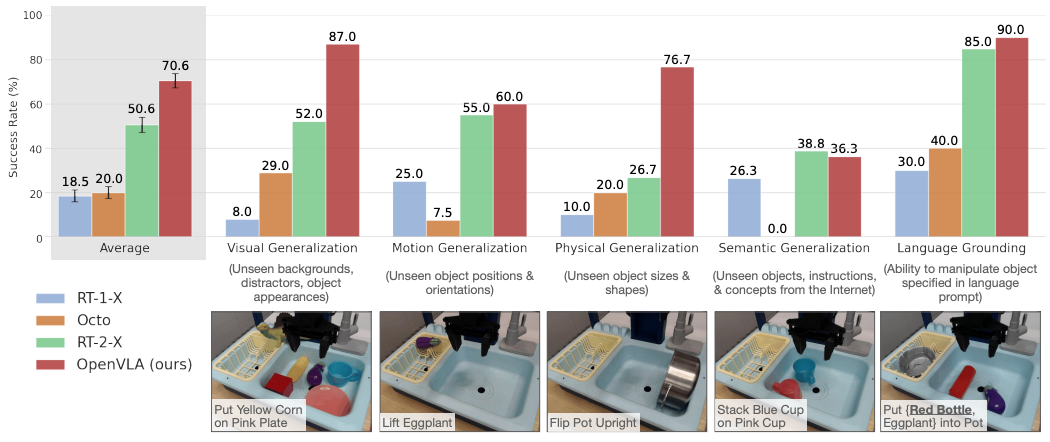 100
80
60
40
20
0
Success Rate (%)
18.5
20.0
50.6
70.6
8.0
29.0
52.0
87.0
25.0
7.5
55.0
60.0
10.0
20.0
26.7
76.7
26.3
0.0
38.8
36.3
30.0
40.0
85.0
90.0
Average
Visual Generalization
(Unseen backgrounds,
distractors, object
appearances)
Motion Generalization
(Unseen object positions &
orientations)
Physical Generalization
(Unseen object sizes &
shapes)
Semantic Generalization
(Unseen objects, instructions,
& concepts from the Internet)
Language Grounding
(Ability to manipulate object
specified in language
prompt)
RT-1-X
Octo
RT-2-X
OpenVLA (ours)
Put Yellow Corn
on Pink Plate
Lift Eggplant
Flip Pot Upright
Stack Blue Cup
on Pink Cup
Put {Red Bottle,
Eggplant} into Pot